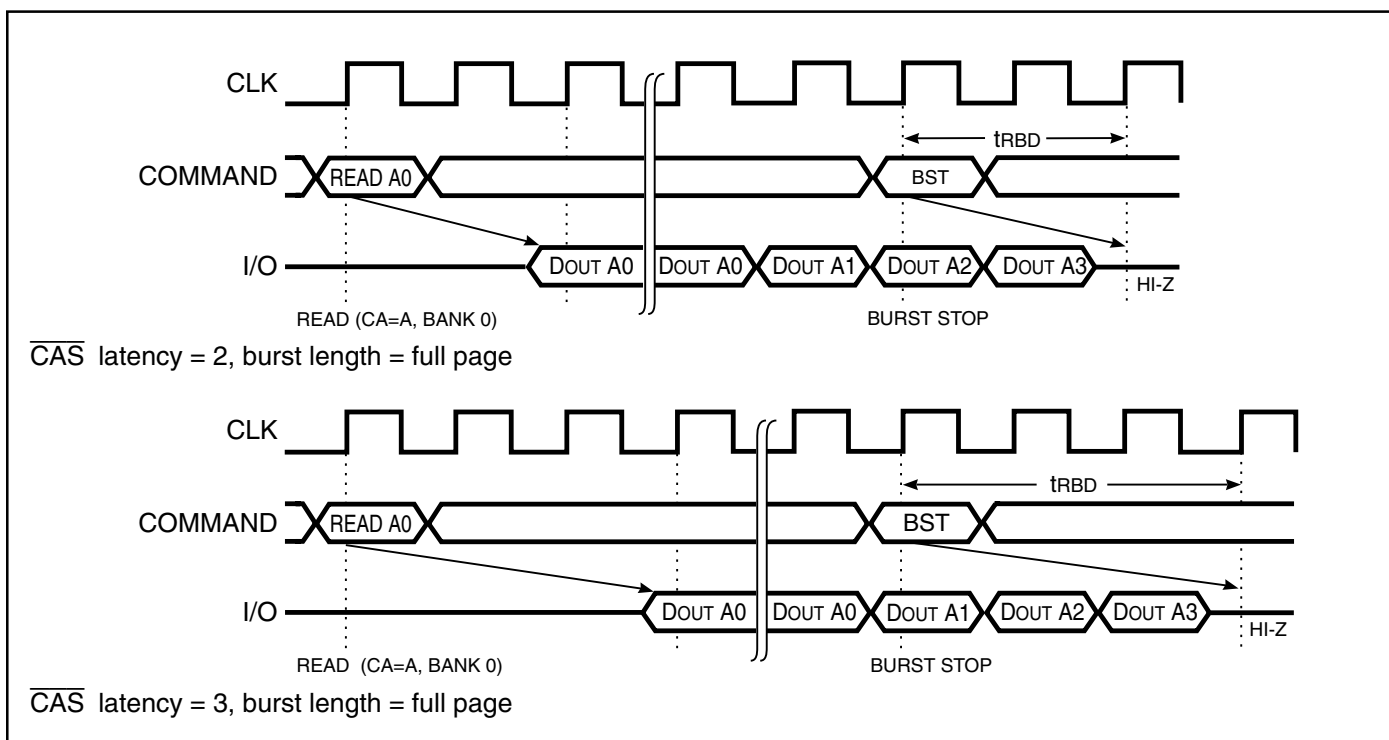 CLK
tRBD
COMMAND READ A0 BST
I/O DOUT A0 DOUT A0 DOUT A1 DOUT A2 DOUT A3 HI-Z
READ (CA=A, BANK 0) BURST STOP
CAS latency = 2, burst length = full page
CLK
tRBD
COMMAND READ A0 BST
I/O DOUT A0 DOUT A0 DOUT A1 DOUT A2 DOUT A3 HI-Z
READ (CA=A, BANK 0) BURST STOP
CAS latency = 3, burst length = full page